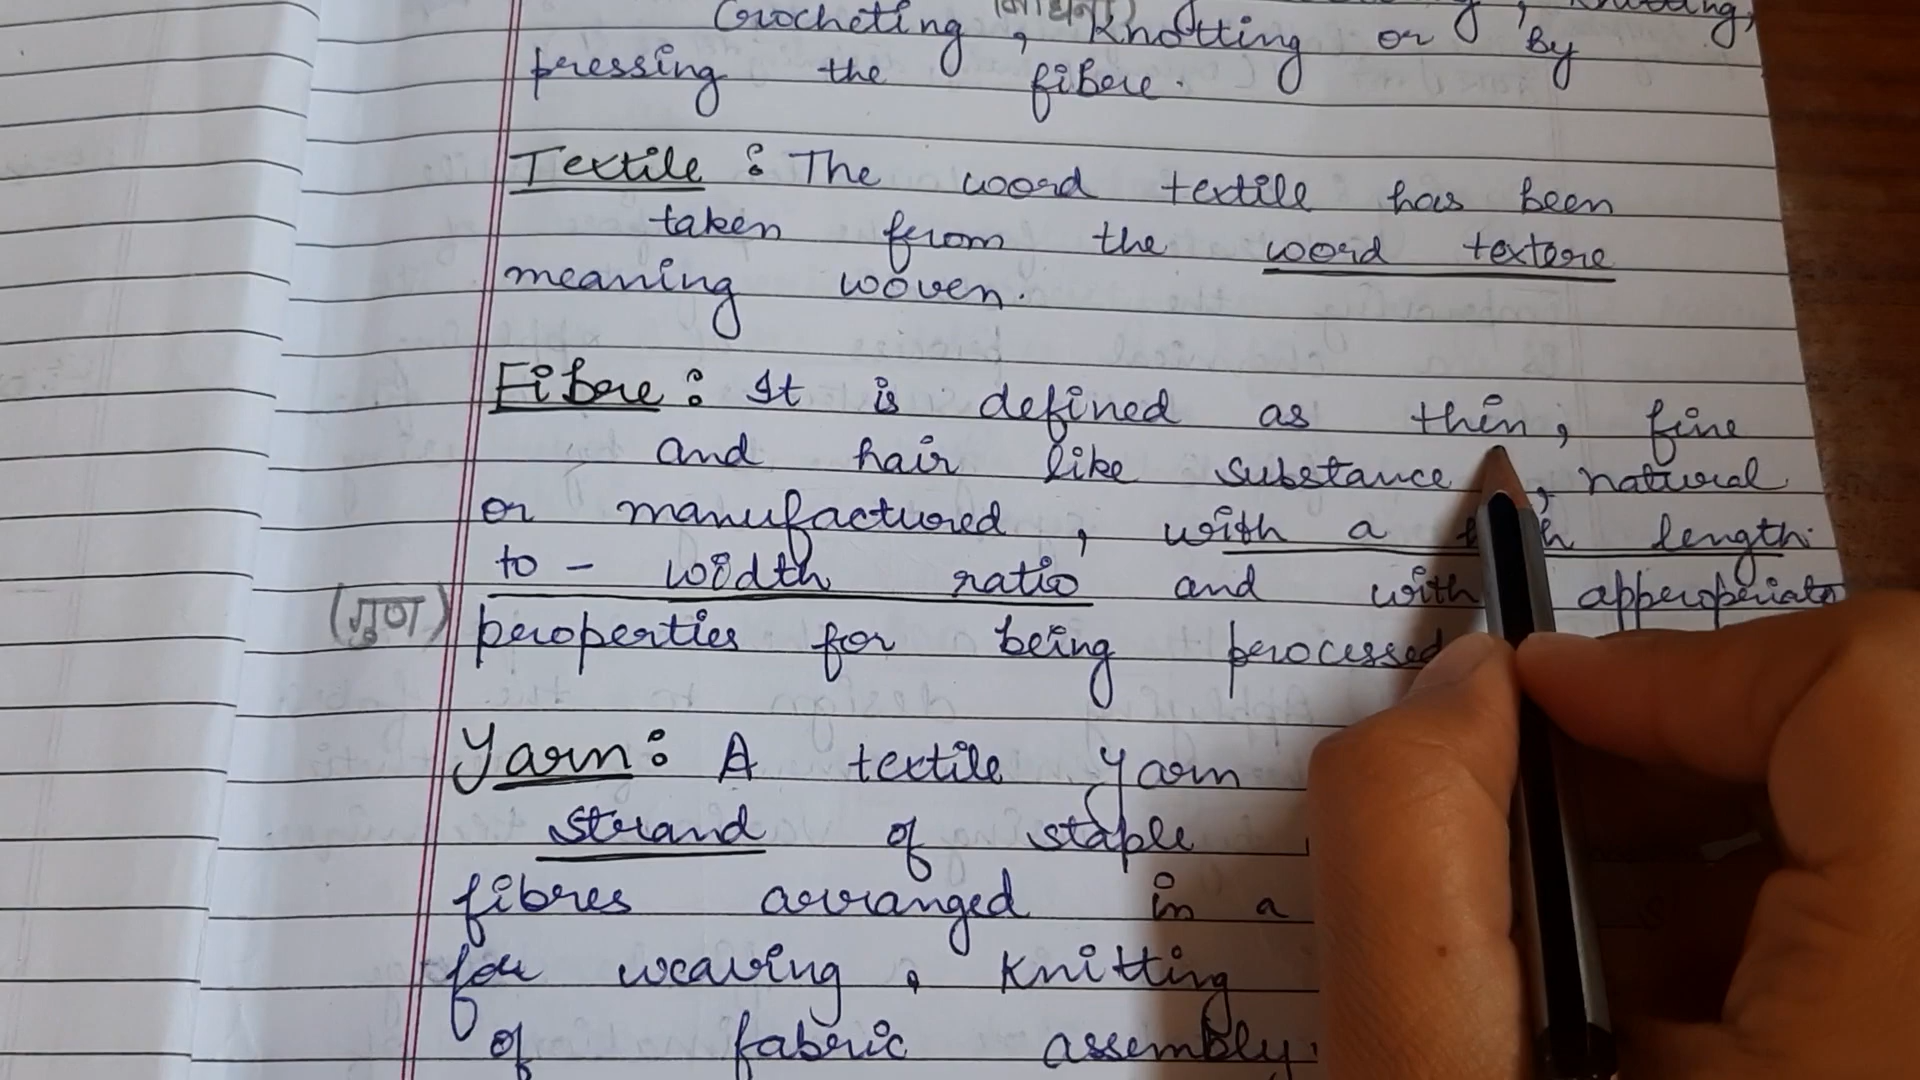 Crocheting, Knotting or By
pressing the fibre.
Textile : The word textile has been
taken from the word textere
meaning woven.
Fibre : It is defined as thin, fine
and hair like substance, natural
or manufactured, with a length
to - width ratio and with appropriate
(गुण) properties for being processed
Yarn : A textile yarn
strand of staple
fibres arranged in a
for weaving, Knitting
of fabric assembly.